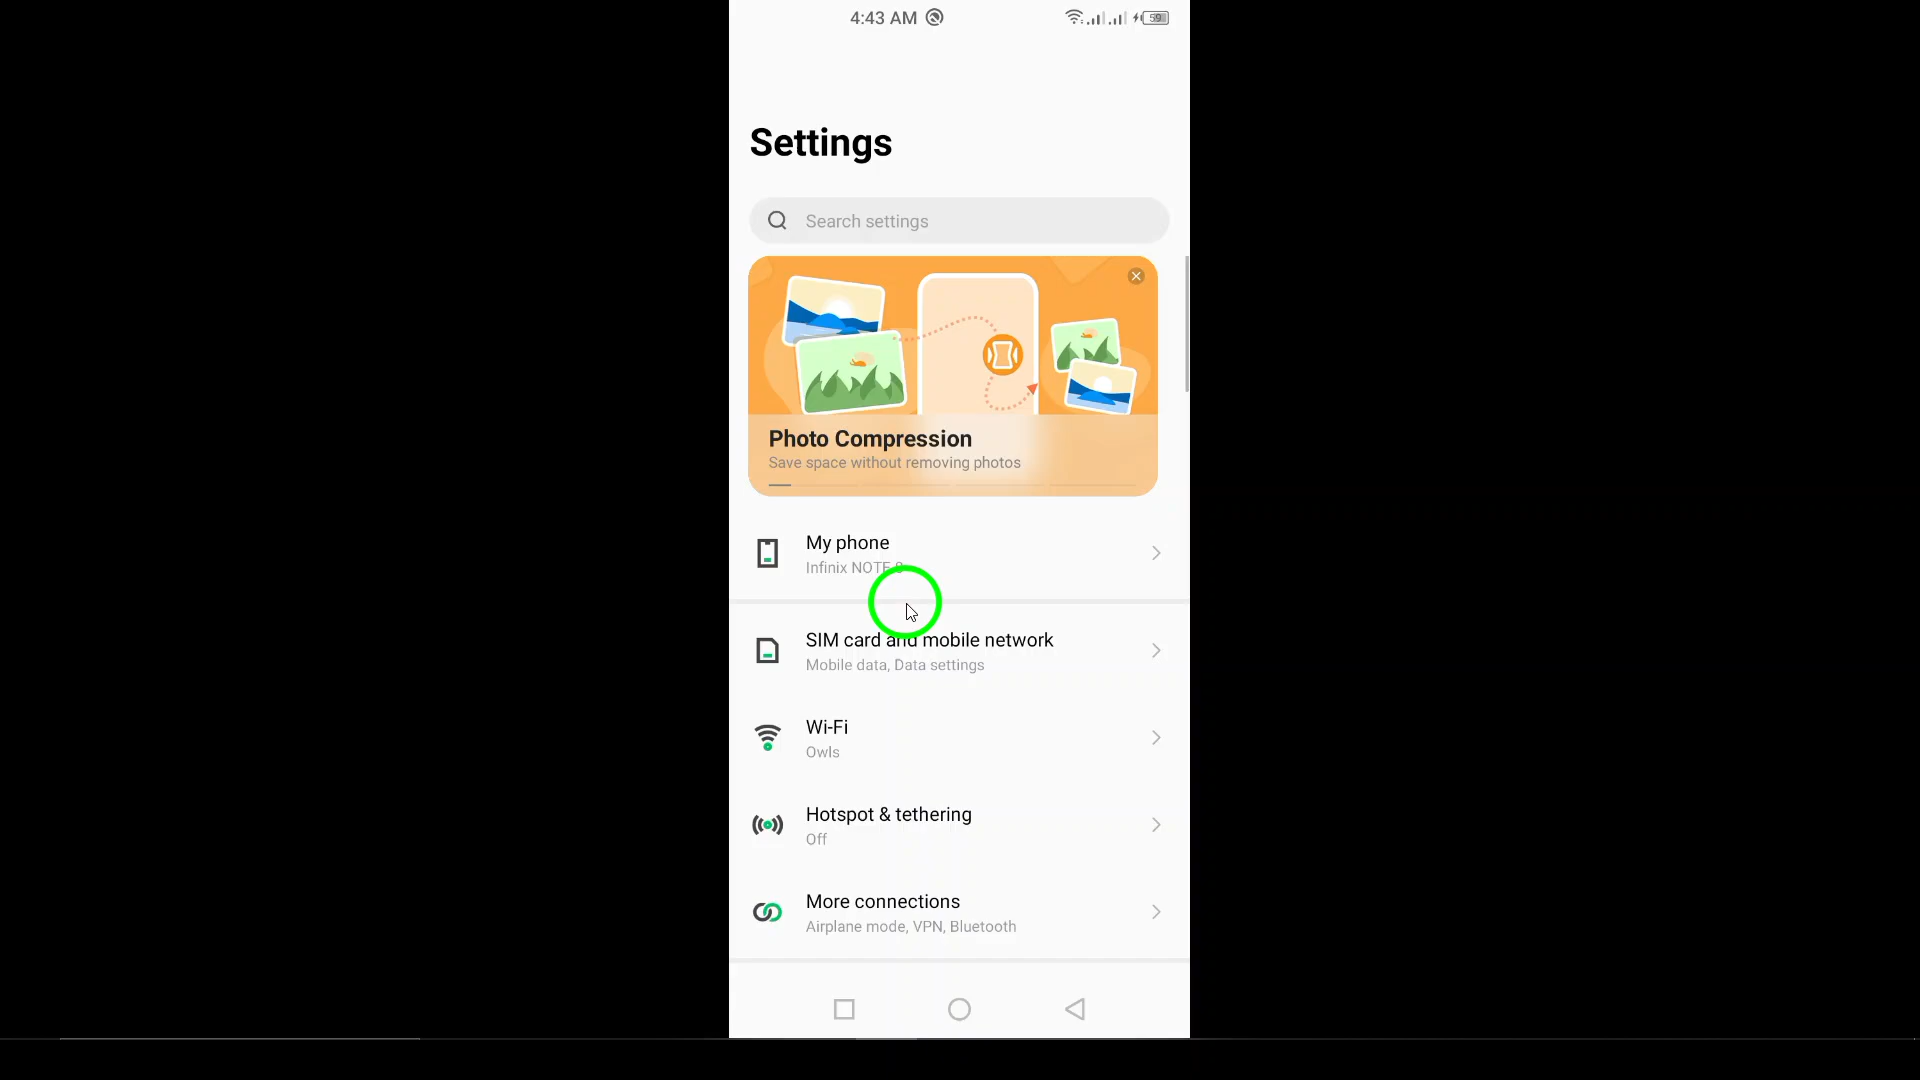 4:43 AM
59
Settings
Search settings
Photo Compression
Save space without removing photos
My phone
Infinix NOTE 8
SIM card and mobile network
Mobile data, Data settings
Wi-Fi
Owls
Hotspot & tethering
Off
More connections
Airplane mode, VPN, Bluetooth